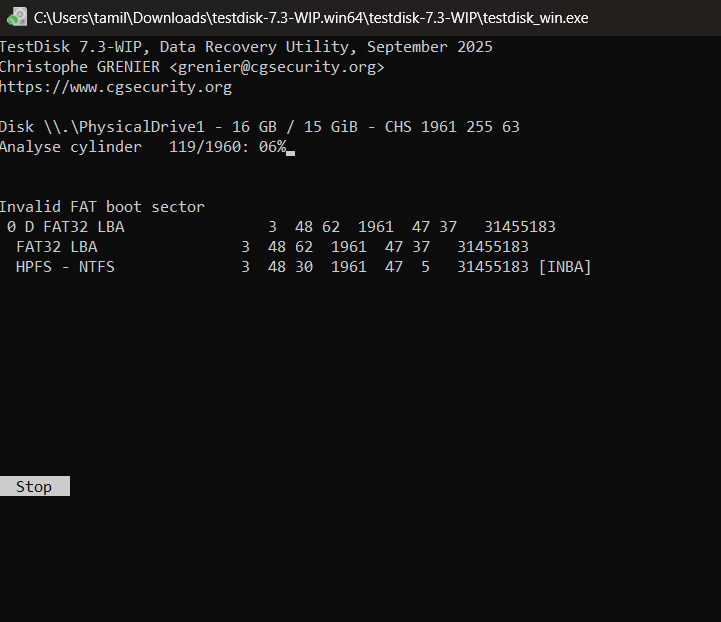 C:\Users\tamil\Downloads\testdisk-7.3-WIP.win64\testdisk-7.3-WIP\testdisk_win.exe
TestDisk 7.3-WIP, Data Recovery Utility, September 2025
Christophe GRENIER <grenier@cgsecurity.org>
https://www.cgsecurity.org
Disk \\.\PhysicalDrive1 - 16 GB / 15 GiB - CHS 1961 255 63
Analyse cylinder   119/1960: 06%
Invalid FAT boot sector
 0 D FAT32 LBA                3  48 62  1961  47 37   31455183
  FAT32 LBA                3  48 62  1961  47 37   31455183
  HPFS - NTFS              3  48 30  1961  47  5   31455183 [INBA]
Stop